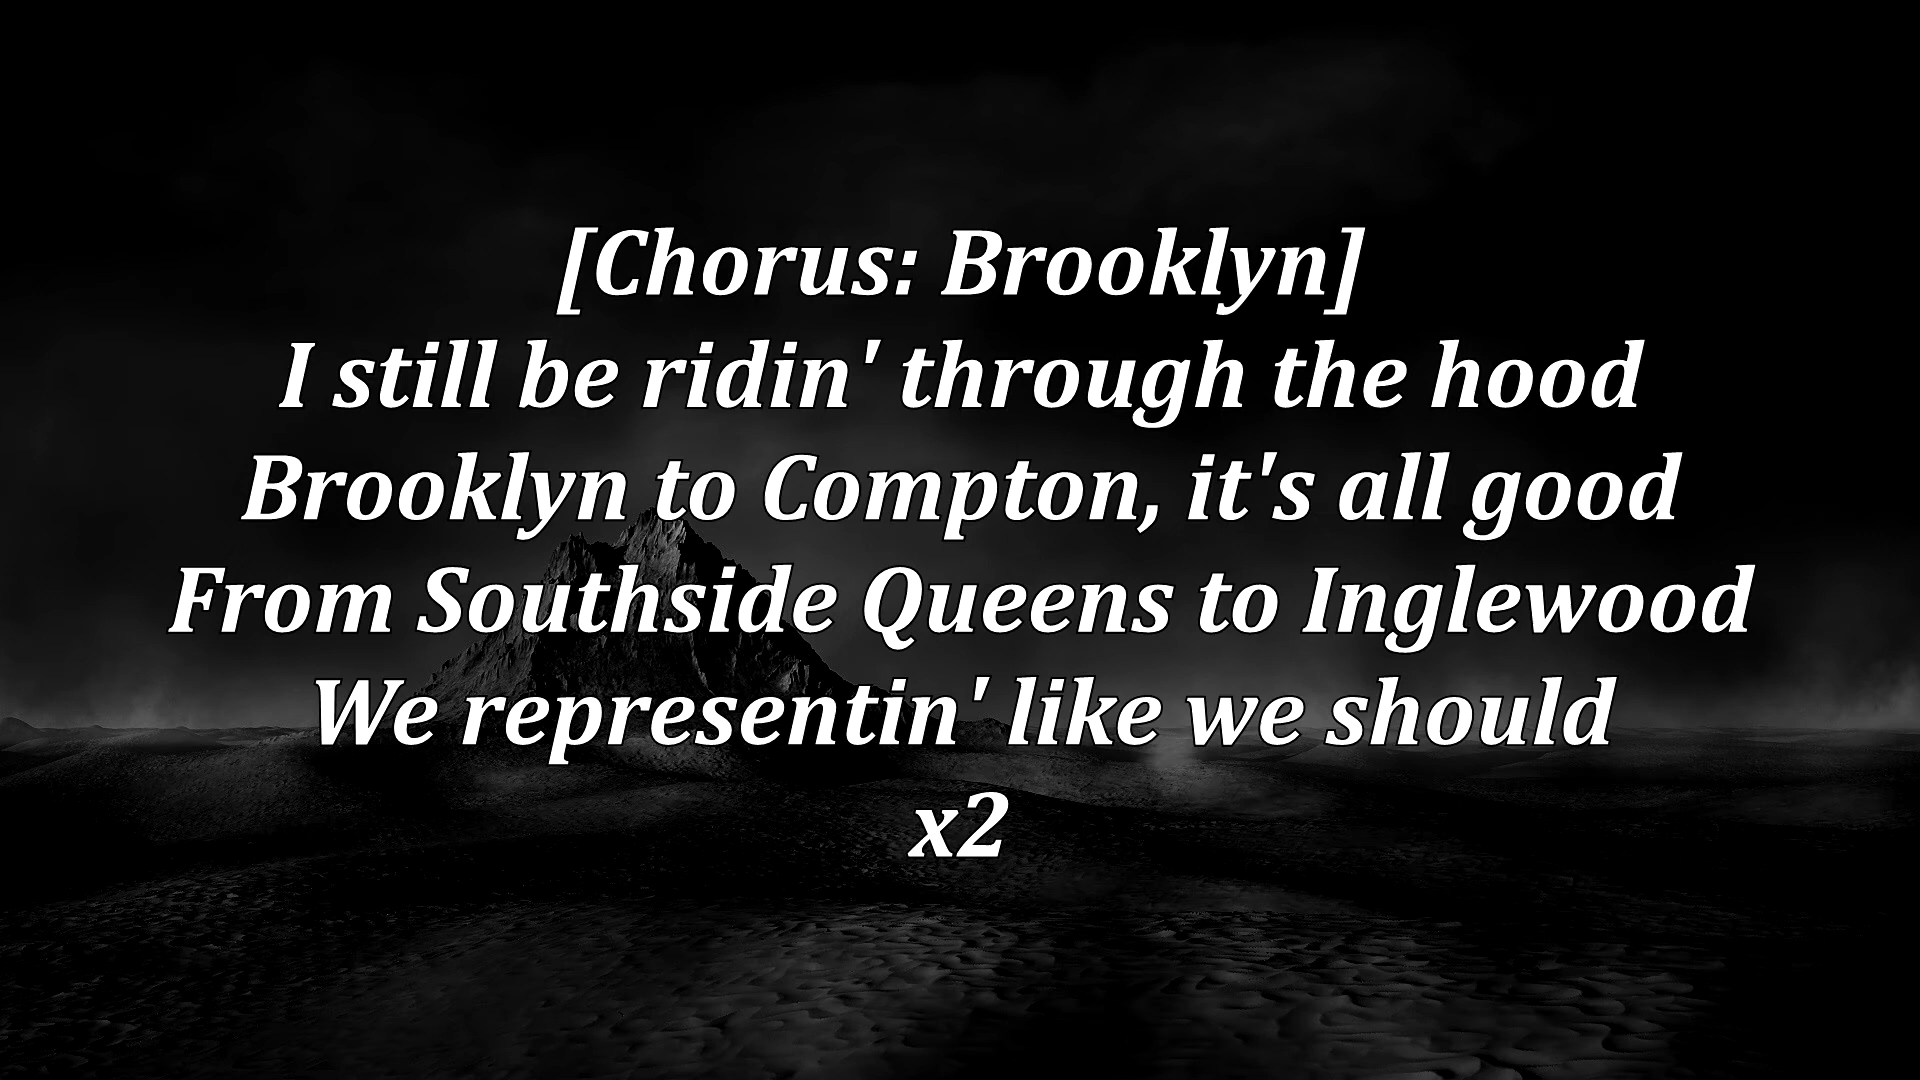 [Chorus: Brooklyn]
I still be ridin' through the hood
Brooklyn to Compton, it's all good
From Southside Queens to Inglewood
We representin' like we should
x2